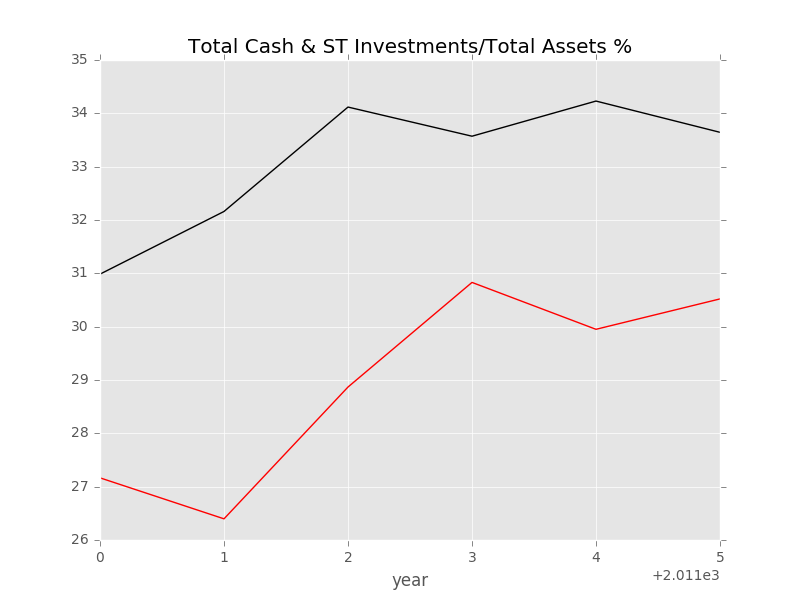 Total Cash & ST Investments/Total Assets %
35
34
33
32
31
30
29
28
27
26
0 1 2 3 4 5
+2.011e3
year